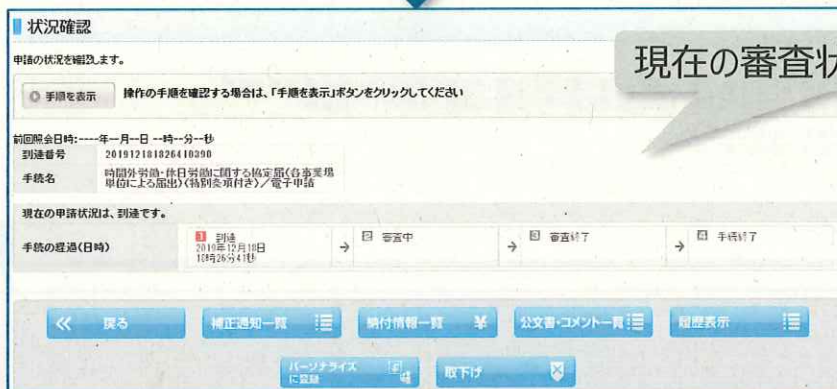 状況確認
現在の審査状
申請の状況を確認します。
手順を表示 操作の手順を確認する場合は、「手順を表示」ボタンをクリックしてください
前回照会日時:----年--月--日 --時--分--秒
到達番号 201912181826410390
手続名 時間外労働・休日労働に関する協定届(各事業場
単位による届出)(特別条項付き)/電子申請
現在の申請状況は、到達です。
手続の経過(日時) 1 到達 → 2 審査中 → 3 審査終了 → 4 手続終了
2019年12月18日
18時26分41秒
戻る 補正通知一覧 納付情報一覧 ¥ 公文書・コメント一覧 履歴表示
パーソナライズ
に登録
取下げ